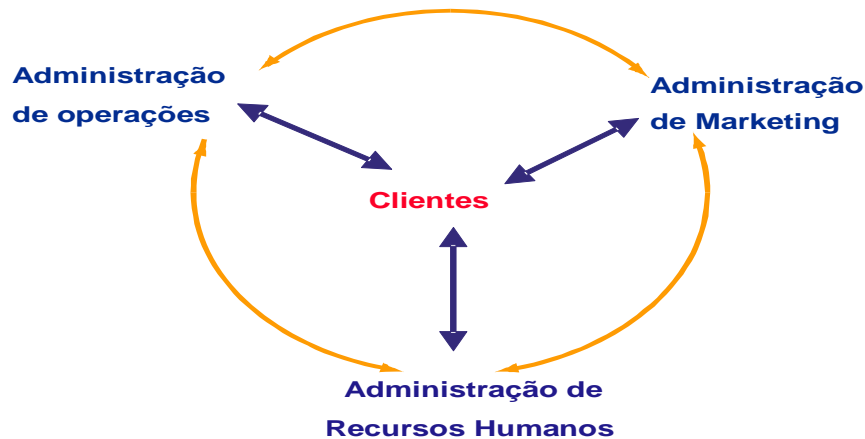 Administração
de operações
Administração
de Marketing
Clientes
Administração de
Recursos Humanos